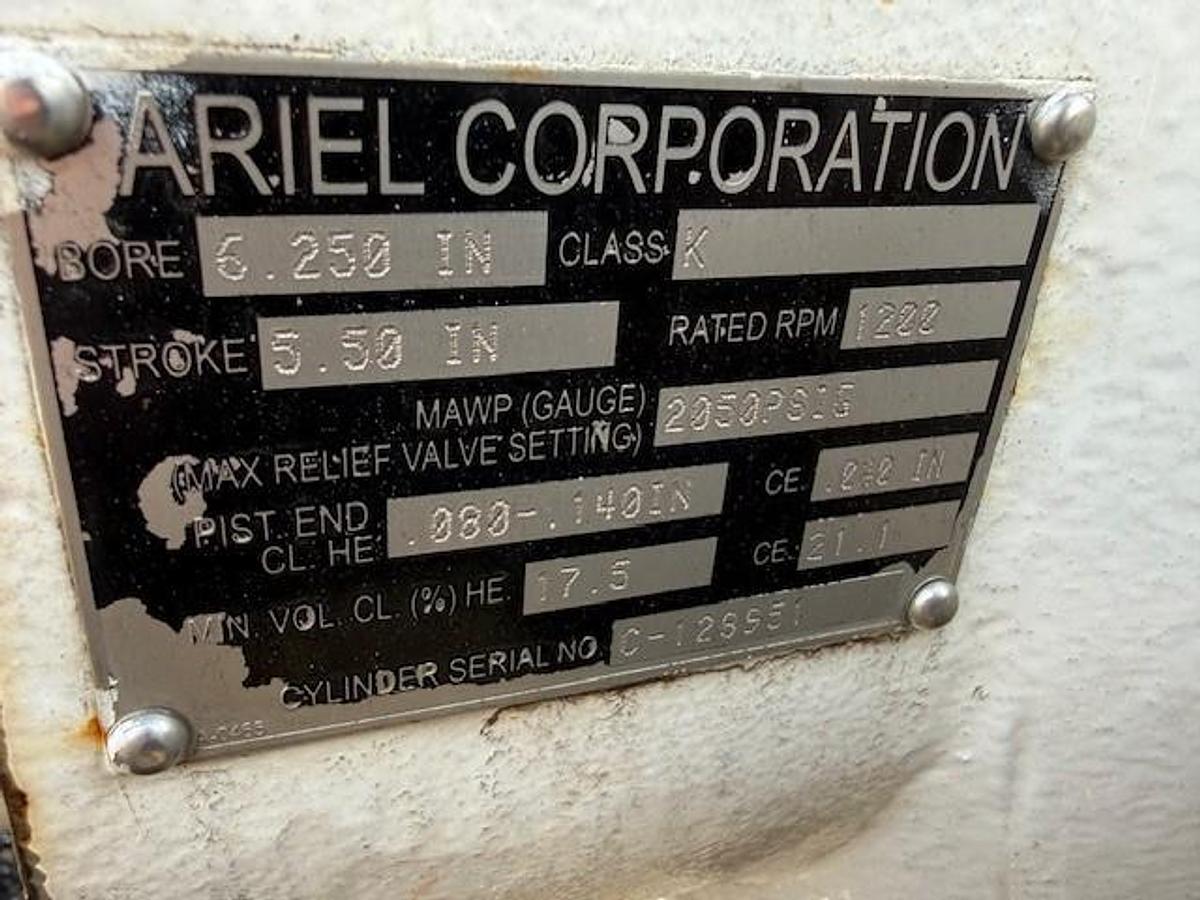 ARIEL CORPORATION
BORE 6.250 IN CLASS K
STROKE 5.50 IN RATED RPM 1200
MAWP (GAUGE) 2050PSIG
(MAX RELIEF VALVE SETTING)
PIST. END .080-.140IN CE. IN
CL. HE.
MIN. VOL. CL. (%) HE. 17.5 CE. 21.1
CYLINDER SERIAL NO.